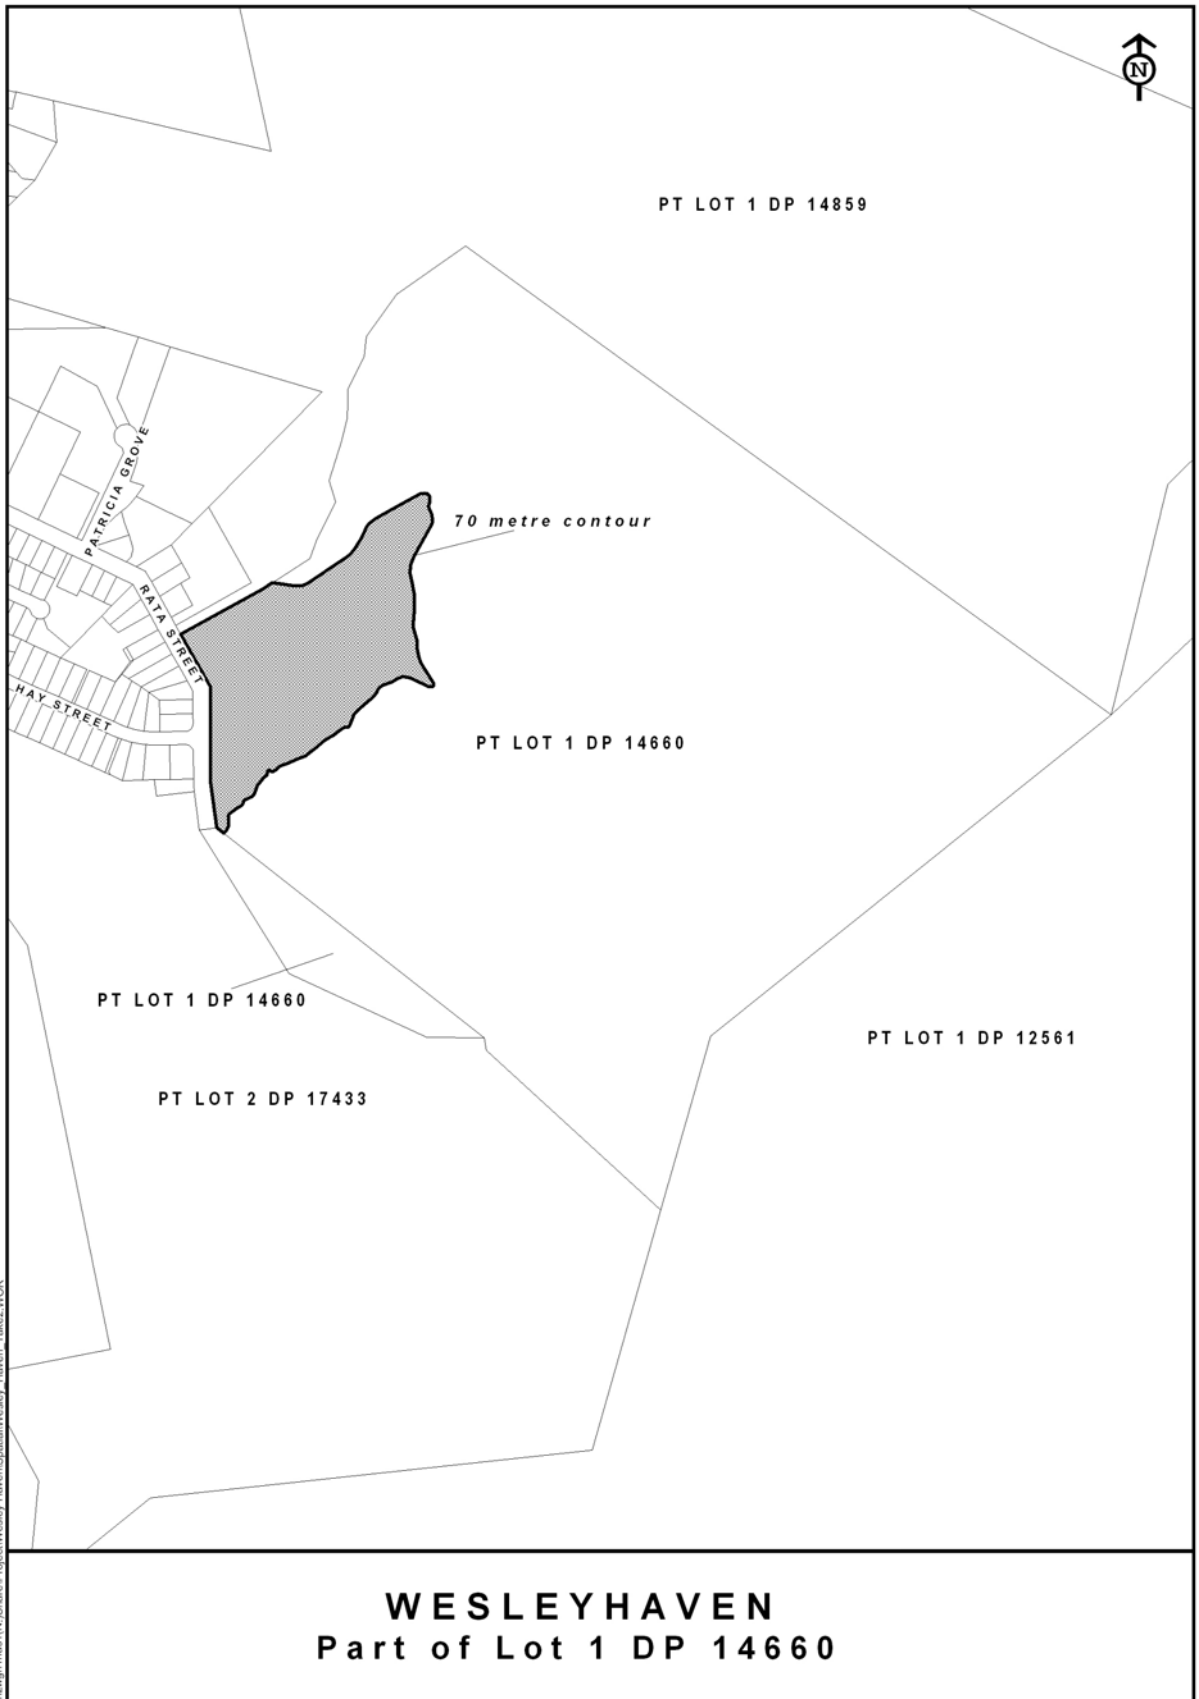 N
PT LOT 1 DP 14859
PATRICIA GROVE
70 metre contour
RATA STREET
HAY STREET
PT LOT 1 DP 14660
PT LOT 1 DP 14660
PT LOT 1 DP 12561
PT LOT 2 DP 17433
WESLEYHAVEN
Part of Lot 1 DP 14660